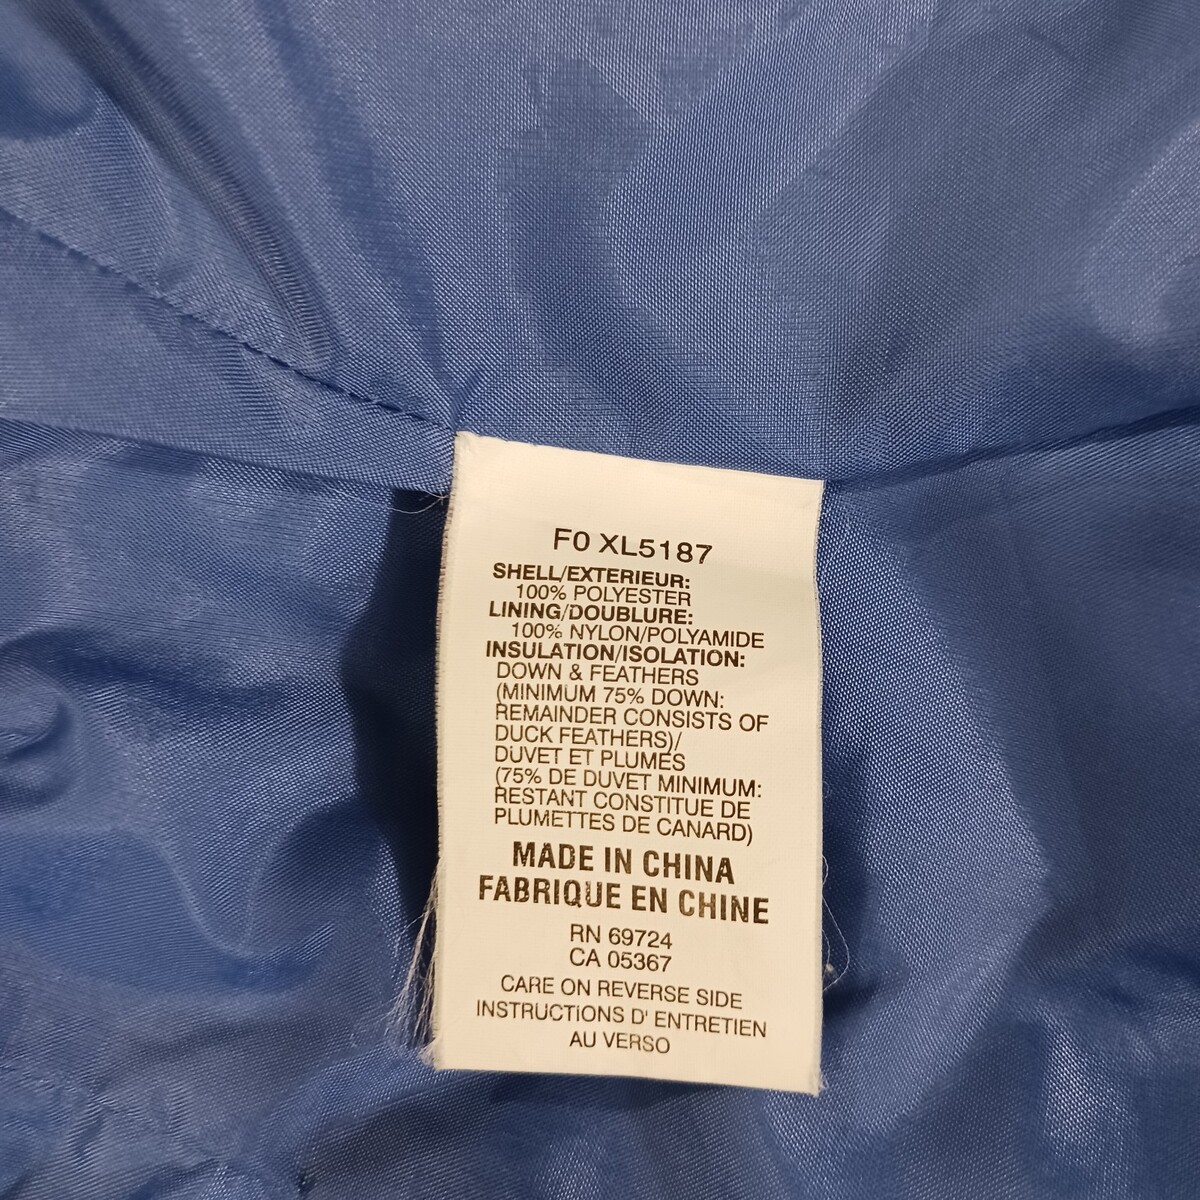 F0 XL5187
SHELL/EXTERIEUR:
100% POLYESTER
LINING/DOUBLURE:
100% NYLON/POLYAMIDE
INSULATION/ISOLATION:
DOWN & FEATHERS
(MINIMUM 75% DOWN:
REMAINDER CONSISTS OF
DUCK FEATHERS)/
DUVET ET PLUMES
(75% DE DUVET MINIMUM:
RESTANT CONSTITUE DE
PLUMETTES DE CANARD)
MADE IN CHINA
FABRIQUE EN CHINE
RN 69724
CA 05367
CARE ON REVERSE SIDE
INSTRUCTIONS D' ENTRETIEN
AU VERSO